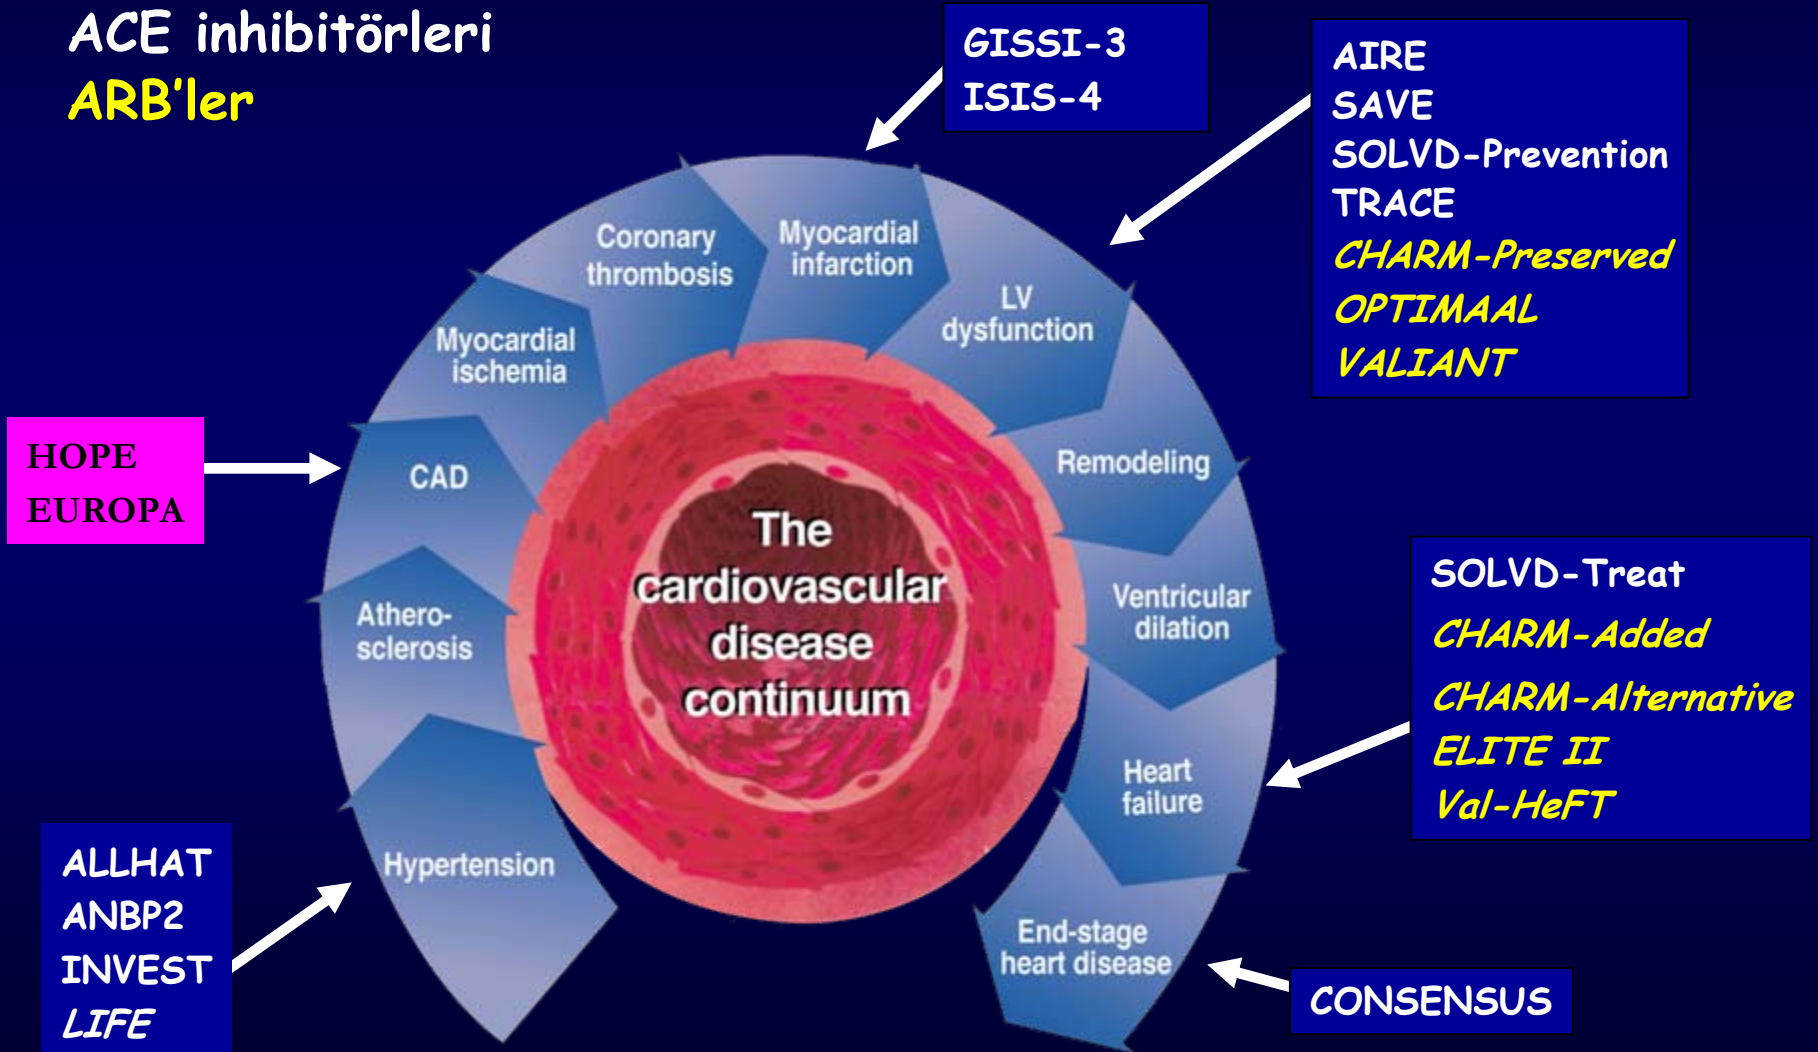 ACE inhibitörleri
ARB'ler
GISSI-3
ISIS-4
AIRE
SAVE
SOLVD-Prevention
TRACE
CHARM-Preserved
OPTIMAAL
VALIANT
Coronary
thrombosis
Myocardial
infarction
LV
dysfunction
Myocardial
ischemia
Remodeling
HOPE
EUROPA
CAD
The
cardiovascular
disease
continuum
Ventricular
dilation
Athero-
sclerosis
SOLVD-Treat
CHARM-Added
CHARM-Alternative
ELITE II
Val-HeFT
Heart
failure
Hypertension
ALLHAT
ANBP2
INVEST
LIFE
End-stage
heart disease
CONSENSUS